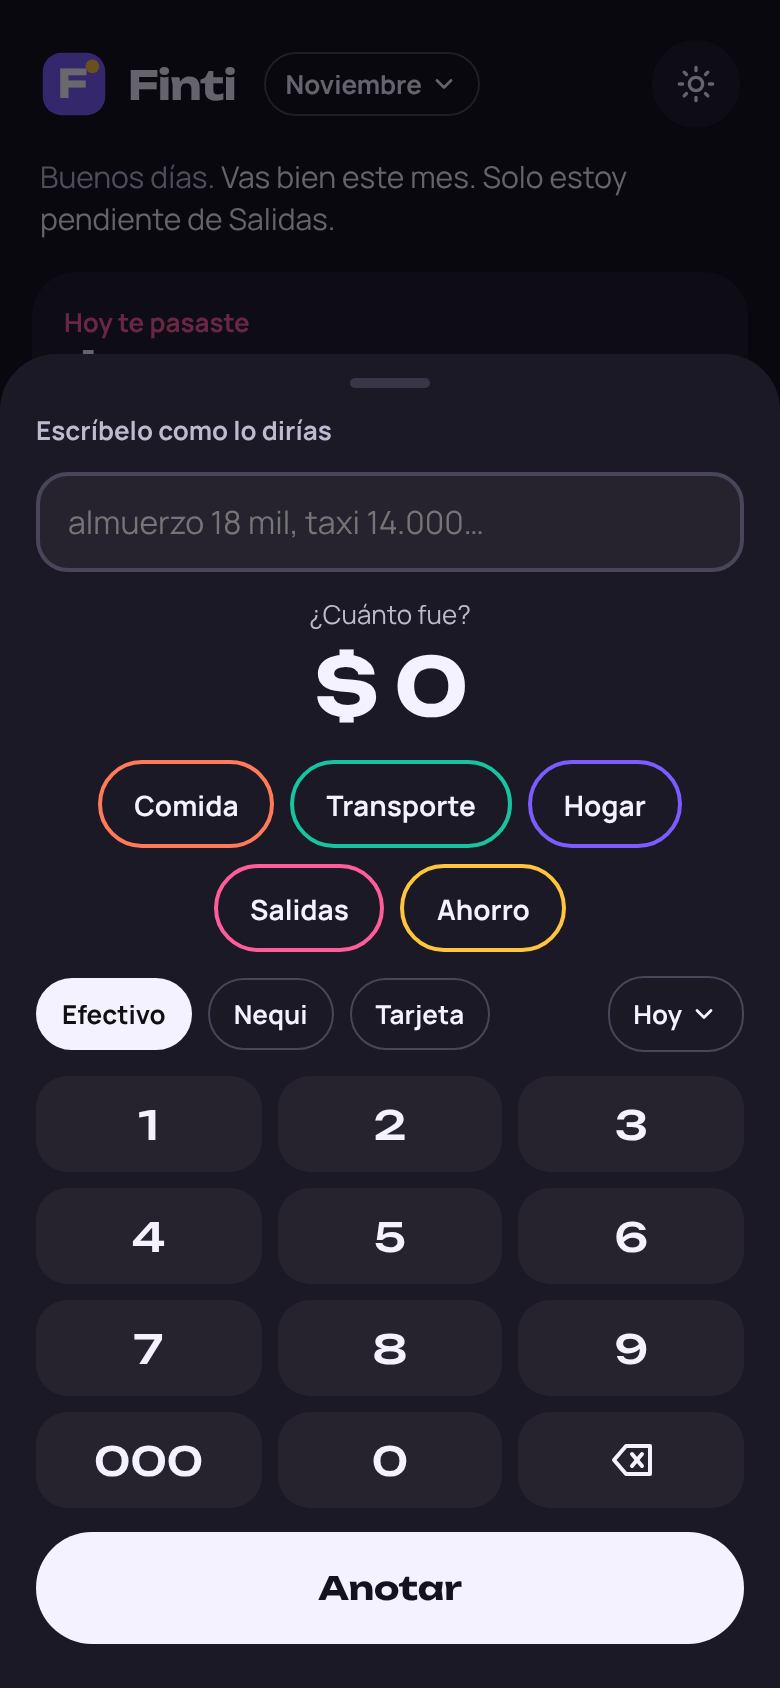 F Finti Noviembre
Buenos días. Vas bien este mes. Solo estoy
pendiente de Salidas.
Hoy te pasaste
Escríbelo como lo dirías
almuerzo 18 mil, taxi 14.000...
¿Cuánto fue?
$ 0
Comida Transporte Hogar
Salidas Ahorro
Efectivo Nequi Tarjeta Hoy
1 2 3
4 5 6
7 8 9
000 0
Anotar